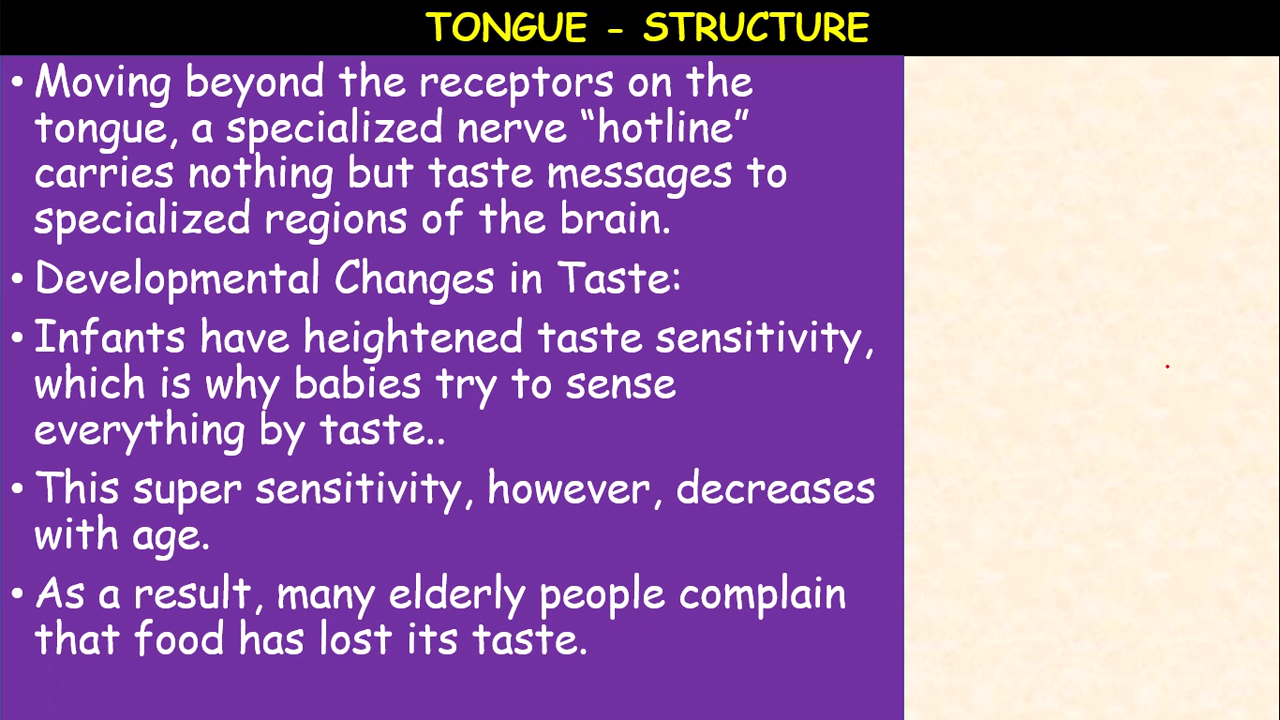 TONGUE - STRUCTURE
• Moving beyond the receptors on the
tongue, a specialized nerve “hotline”
carries nothing but taste messages to
specialized regions of the brain.
• Developmental Changes in Taste:
• Infants have heightened taste sensitivity,
which is why babies try to sense
everything by taste..
• This super sensitivity, however, decreases
with age.
• As a result, many elderly people complain
that food has lost its taste.